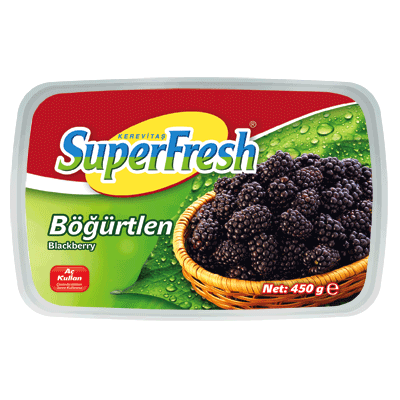 KEREVİTAŞ
SuperFresh®
Böğürtlen
Blackberry
Aç
Kullan
Net: 450 g ℮